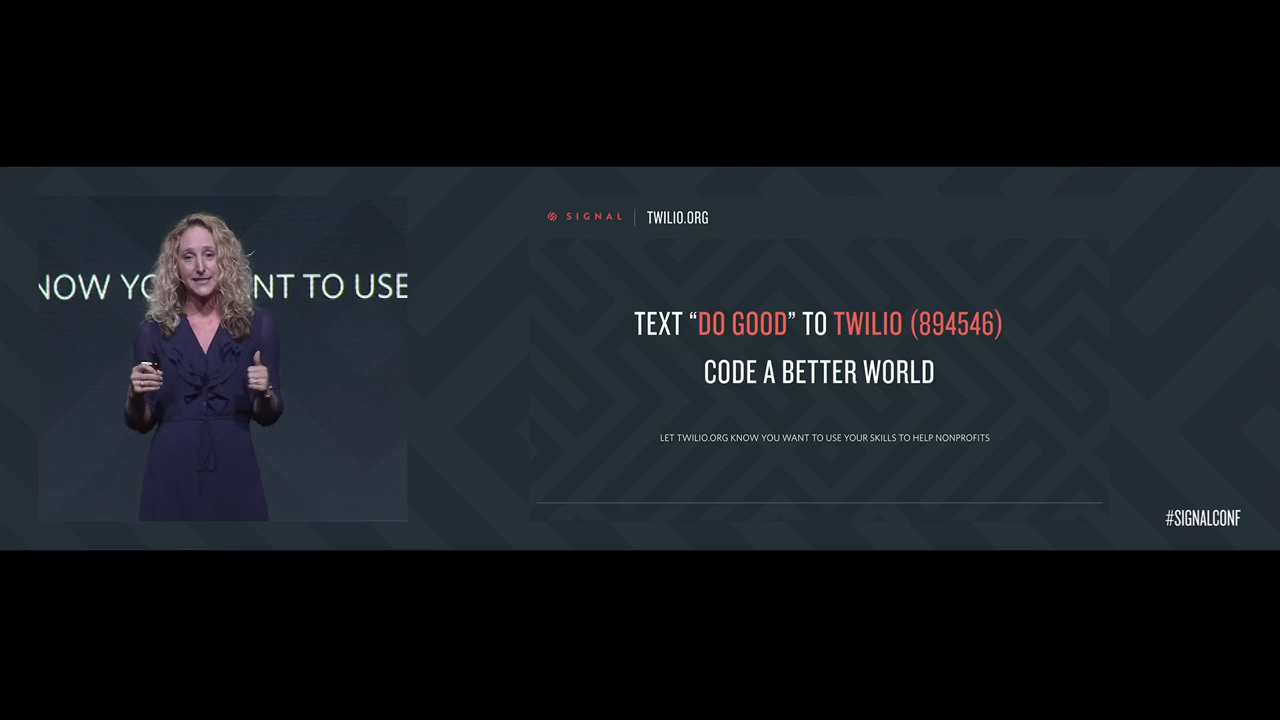 NOW YO NT TO USE
SIGNAL | TWILIO.ORG
TEXT “DO GOOD” TO TWILIO (894546)
CODE A BETTER WORLD
LET TWILIO.ORG KNOW YOU WANT TO USE YOUR SKILLS TO HELP NONPROFITS
#SIGNALCONF